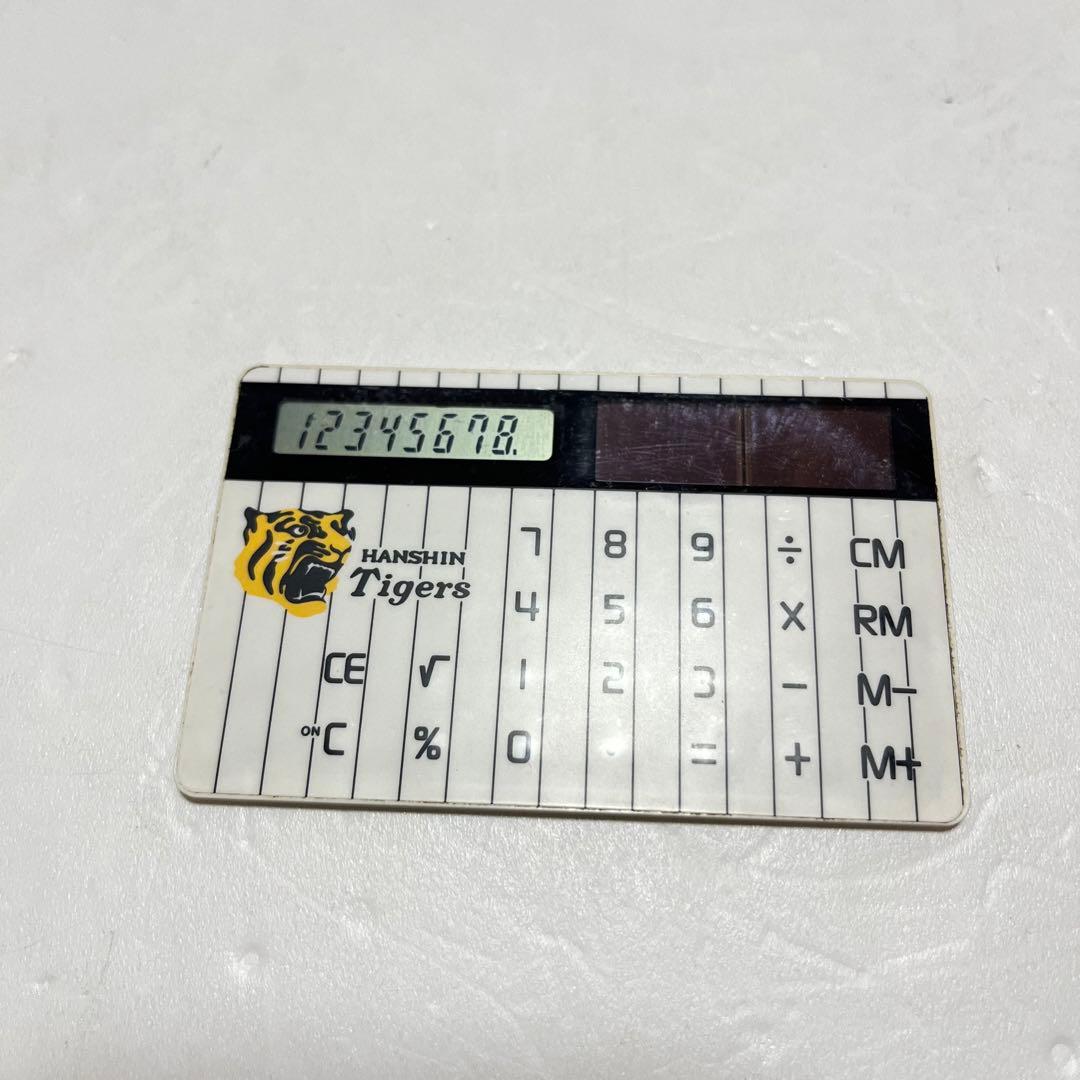 12345678.
HANSHIN
Tigers
7 8 9 ÷ CM
4 5 6 X RM
CE √ 1 2 3 − M−
ON C % 0 . = + M+